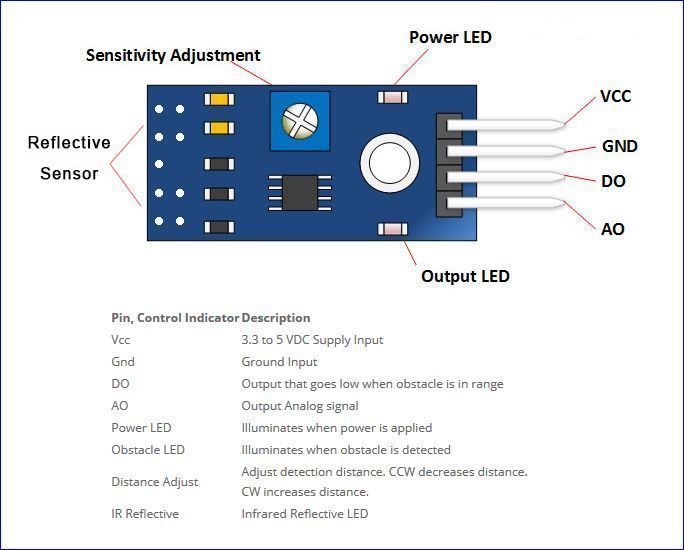 Power LED
Sensitivity Adjustment
VCC
Reflective
Sensor
GND
DO
AO
Output LED
Pin, Control Indicator Description
Vcc 3.3 to 5 VDC Supply Input
Gnd Ground Input
DO Output that goes low when obstacle is in range
AO Output Analog signal
Power LED Illuminates when power is applied
Obstacle LED Illuminates when obstacle is detected
Distance Adjust Adjust detection distance. CCW decreases distance.
CW increases distance.
IR Reflective Infrared Reflective LED